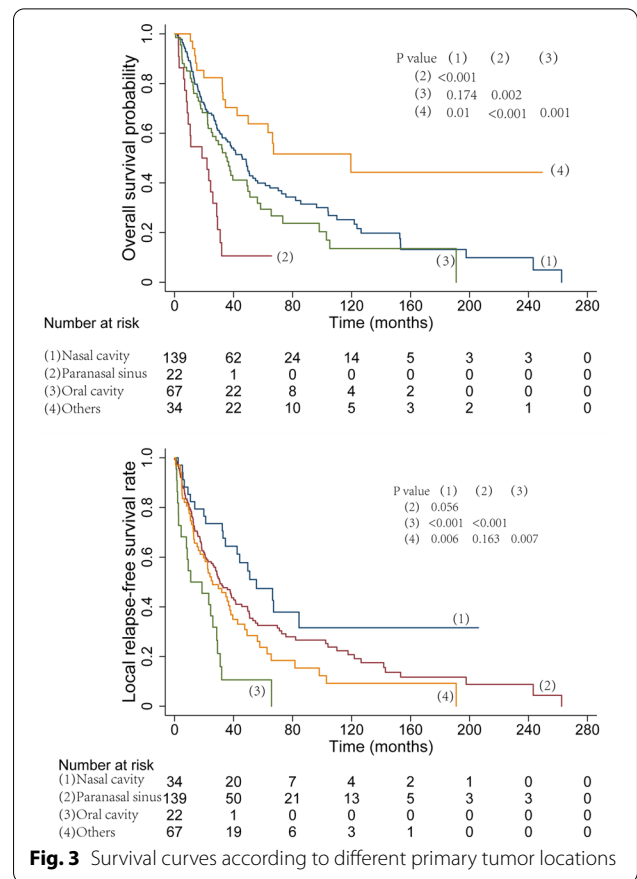 Overall survival probability
1.0
0.8
0.6
0.4
0.2
0
P value (1) (2) (3)
(2) <0.001
(3) 0.174 0.002
(4) 0.01 <0.001 0.001
(4)
(2)
(3)
(1)
0 40 80 120 160 200 240 280
Time (months)
Number at risk
(1)Nasal cavity 139 62 24 14 5 3 3 0
(2)Paranasal sinus 22 1 0 0 0 0 0 0
(3)Oral cavity 67 22 8 4 2 0 0 0
(4)Others 34 22 10 5 3 2 1 0
Local relapse-free survival rate
1.0
0.8
0.6
0.4
0.2
0
P value (1) (2) (3)
(2) 0.056
(3) <0.001 <0.001
(4) 0.006 0.163 0.007
(1)
(3)
(4)
(2)
0 40 80 120 160 200 240 280
Time (months)
Number at risk
(1)Nasal cavity 34 20 7 4 2 1 0 0
(2)Paranasal sinus 139 50 21 13 5 3 3 0
(3)Oral cavity 22 1 0 0 0 0 0 0
(4)Others 67 19 6 3 1 0 0 0
Fig. 3 Survival curves according to different primary tumor locations